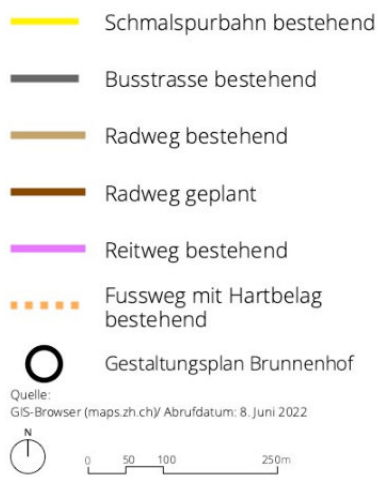 Schmalspurbahn bestehend
Busstrasse bestehend
Radweg bestehend
Radweg geplant
Reitweg bestehend
Fussweg mit Hartbelag
bestehend
Gestaltungsplan Brunnenhof
Quelle:
GIS-Browser (maps.zh.ch)/ Abrufdatum: 8. Juni 2022
N
0 50 100 250m